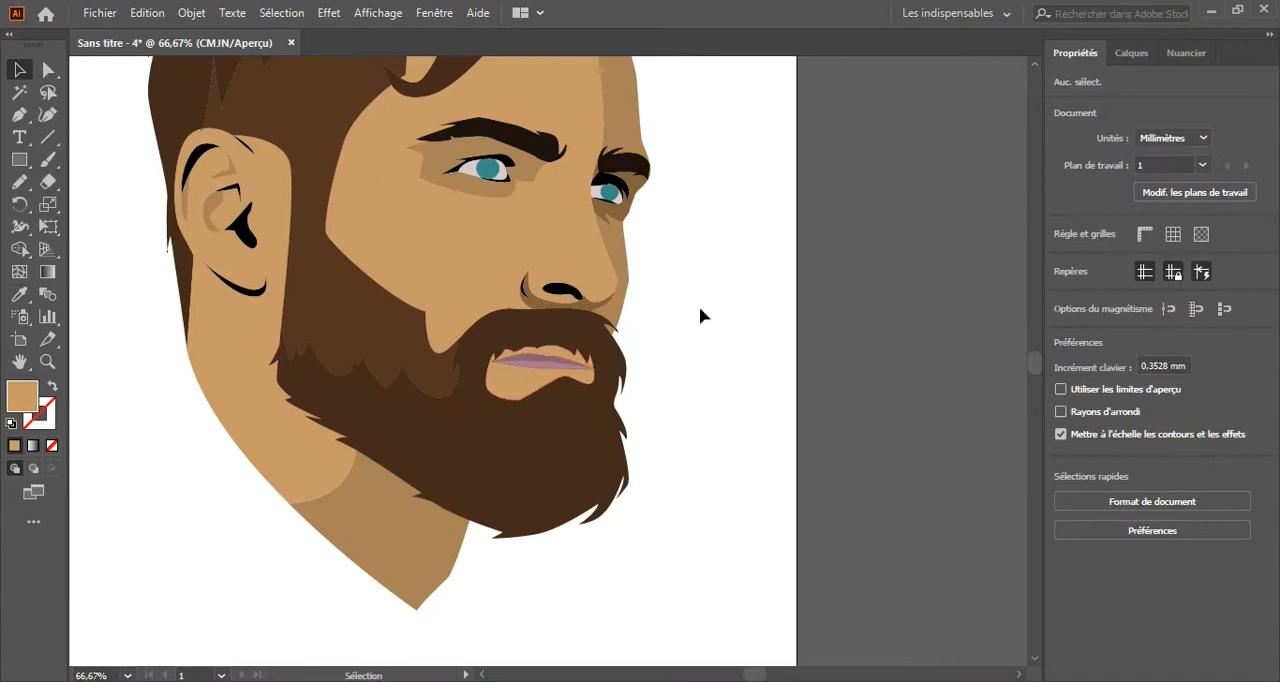 Ai Fichier Edition Objet Texte Sélection Effet Affichage Fenêtre Aide Les indispensables Rechercher dans Adobe Stock
Sans titre - 4* @ 66,67% (CMJN/Aperçu)
Propriétés Calques Nuancier
Auc. sélect.
Document
Unités : Millimètres
Plan de travail : 1
Modif. les plans de travail
Règle et grilles
Repères
Options du magnétisme
Préférences
Incrément clavier : 0,3528 mm
Utiliser les limites d'aperçu
Rayons d'arrondi
Mettre à l'échelle les contours et les effets
Sélections rapides
Format de document
Préférences
66,67% 1 Sélection